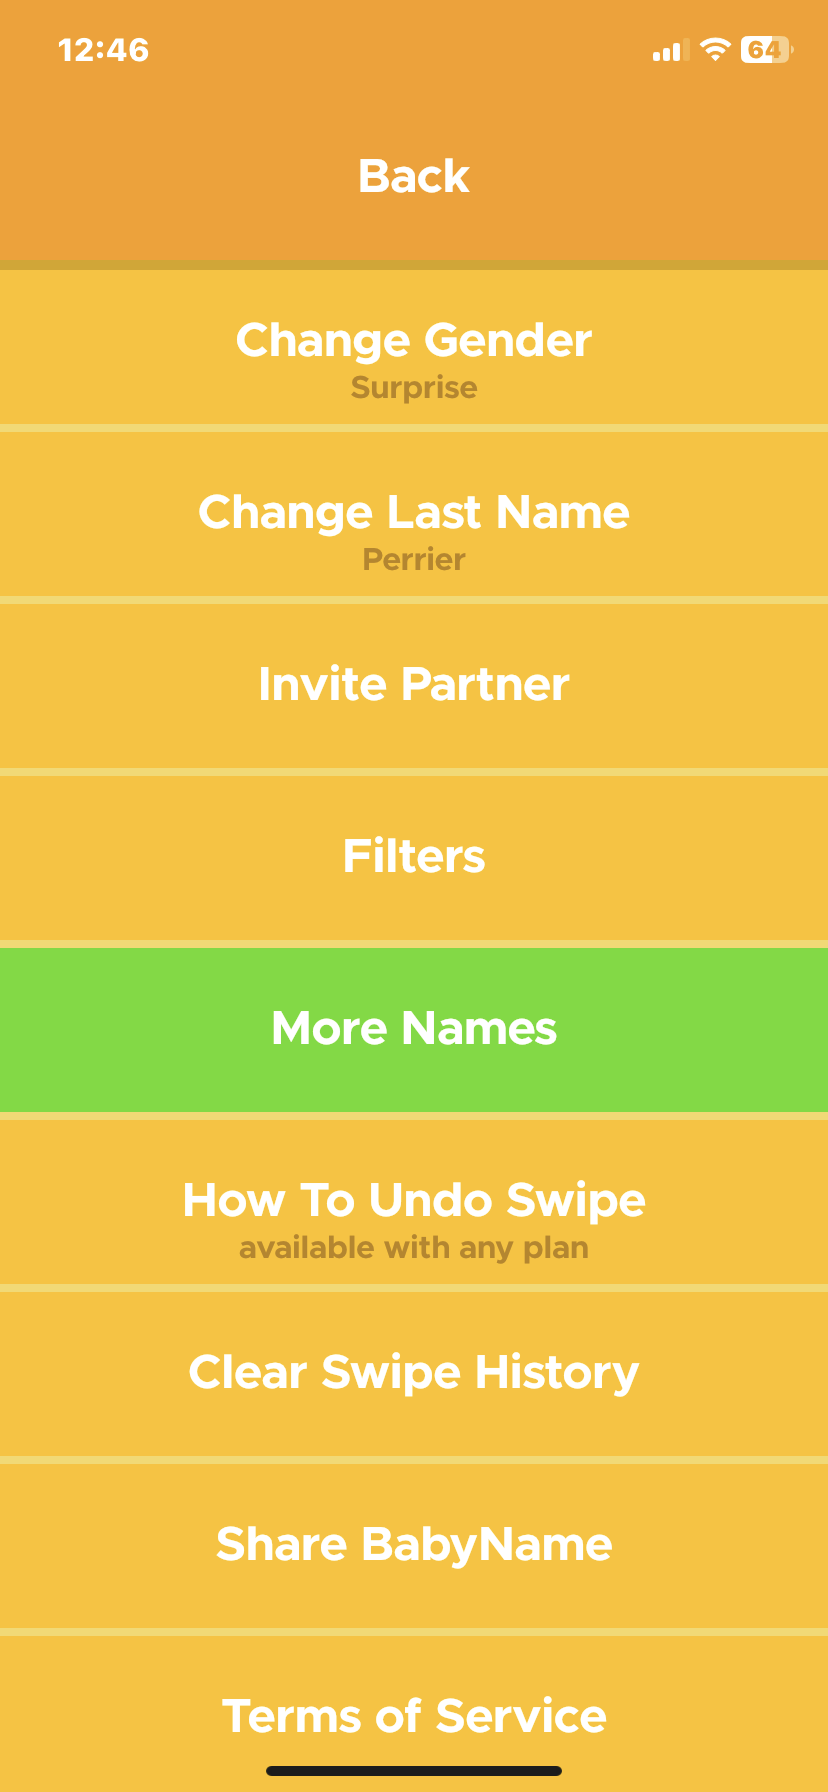 12:46
64
Back
Change Gender
Surprise
Change Last Name
Perrier
Invite Partner
Filters
More Names
How To Undo Swipe
available with any plan
Clear Swipe History
Share BabyName
Terms of Service